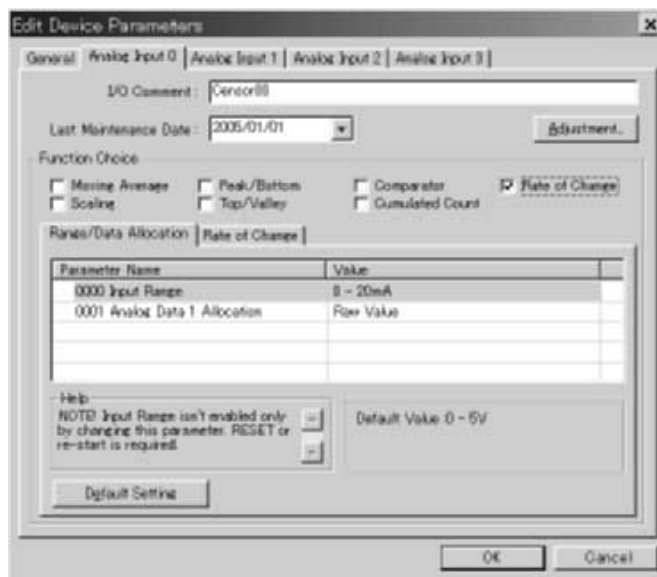 Edit Device Parameters
General Analog Input 0 Analog Input 1 Analog Input 2 Analog Input 3
I/O Comment :
Last Maintenance Date : 2005/01/01 Adjustment..
Function Choice
Moving Average Peak/Bottom Comparator Rate of Change
Scaling Top/Valley Cumulated Count
Range/Data Allocation Rate of Change
Parameter Name Value
0000 Input Range 0 - 20mA
0001 Analog Data 1 Allocation Raw Value
Help
NOTE! Input Range isn't enabled only
by changing this parameter. RESET or
re-start is required.
Default Value: 0 - 5V
Default Setting
OK Cancel